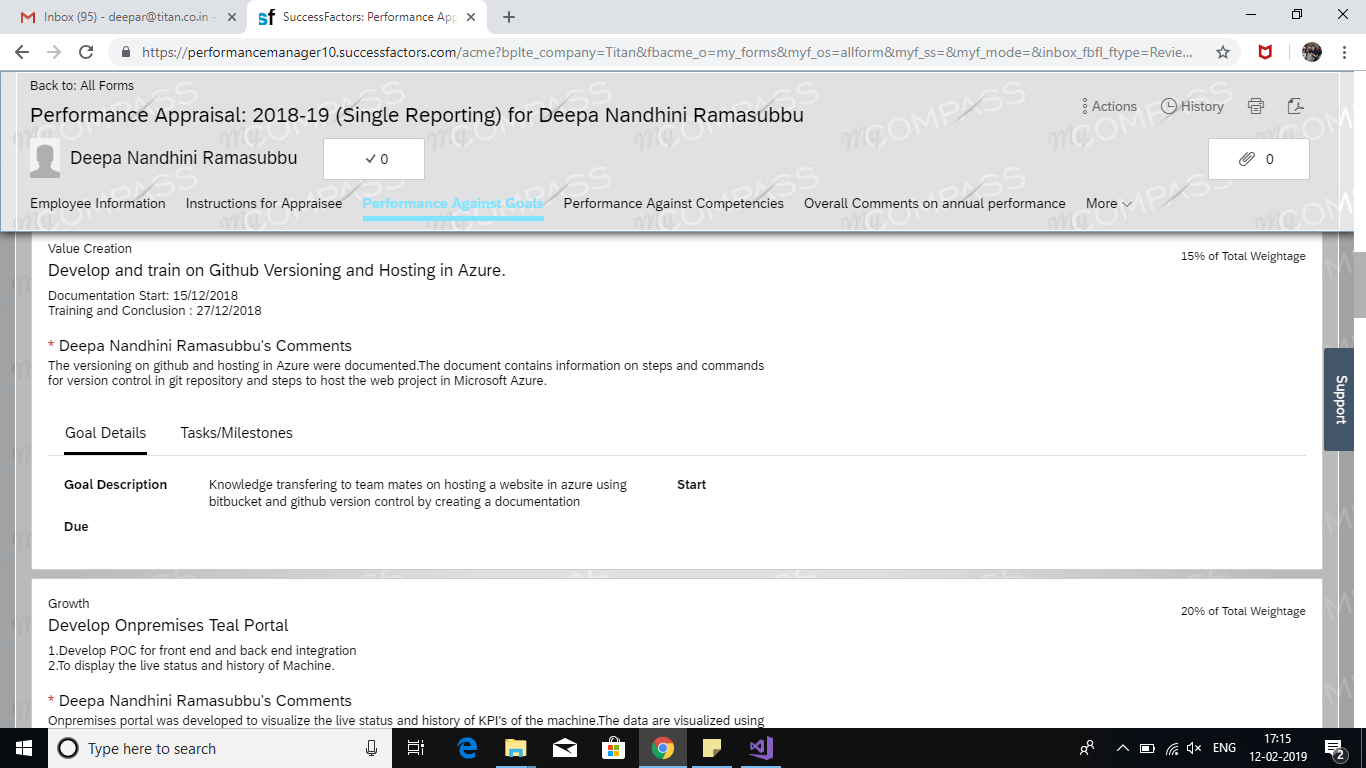 Inbox (95) - deepar@titan.co.in -
SuccessFactors: Performance App
https://performancemanager10.successfactors.com/acme?bplte_company=Titan&fbacme_o=my_forms&myf_os=allform&myf_ss=&myf_mode=&inbox_fbfl_ftype=Revie...
Back to: All Forms
Performance Appraisal: 2018-19 (Single Reporting) for Deepa Nandhini Ramasubbu
Actions
History
Deepa Nandhini Ramasubbu
0
0
Employee Information
Instructions for Appraisee
Performance Against Goals
Performance Against Competencies
Overall Comments on annual performance
More
my COMPASS
Value Creation
15% of Total Weightage
Develop and train on Github Versioning and Hosting in Azure.
Documentation Start: 15/12/2018
Training and Conclusion : 27/12/2018
* Deepa Nandhini Ramasubbu's Comments
The versioning on github and hosting in Azure were documented.The document contains information on steps and commands
for version control in git repository and steps to host the web project in Microsoft Azure.
Support
Goal Details
Tasks/Milestones
Goal Description
Knowledge transfering to team mates on hosting a website in azure using
bitbucket and github version control by creating a documentation
Start
Due
Growth
20% of Total Weightage
Develop Onpremises Teal Portal
1.Develop POC for front end and back end integration
2.To display the live status and history of Machine.
* Deepa Nandhini Ramasubbu's Comments
Onpremises portal was developed to visualize the live status and history of KPI's of the machine.The data are visualized using
Type here to search
ENG
17:15
12-02-2019
2